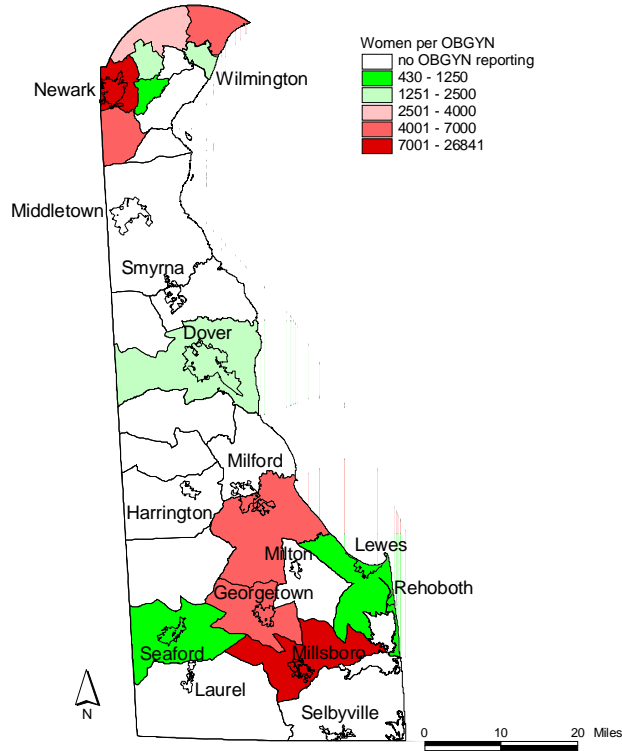 Women per OBGYN
no OBGYN reporting
430 - 1250
1251 - 2500
2501 - 4000
4001 - 7000
7001 - 26841
Wilmington
Newark
Middletown
Smyrna
Dover
Milford
Harrington
Milton
Lewes
Rehoboth
Georgetown
Seaford
Millsboro
Laurel
Selbyville
N
0 10 20 Miles